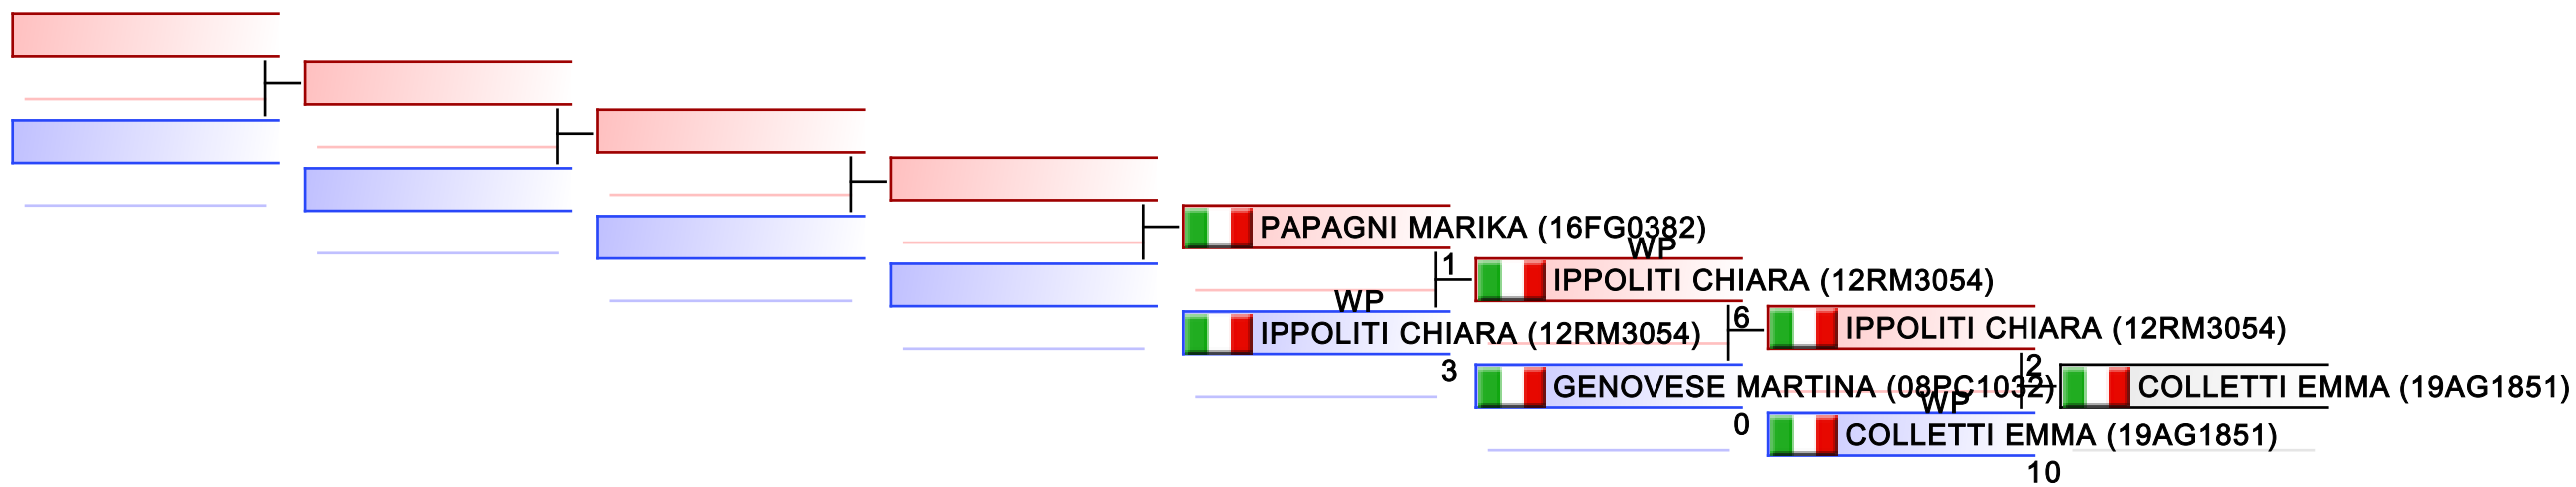 PAPAGNI MARIKA (16FG0382)
WP
1
IPPOLITI CHIARA (12RM3054)
WP
IPPOLITI CHIARA (12RM3054)
3
6
IPPOLITI CHIARA (12RM3054)
2
GENOVESE MARTINA (08PC1032)
0
COLLETTI EMMA (19AG1851)
WP
COLLETTI EMMA (19AG1851)
10